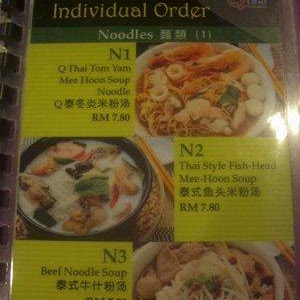 Individual Order
Thai
Noodles 麵類 (1)
N1
Q-Thai Tom Yam
Mee Hoon Soup
Noodle
Q泰冬炎米粉汤
RM 7.80
N2
Thai Style Fish-Head
Mee-Hoon Soup
泰式鱼头米粉汤
RM 7.80
N3
Beef Noodle Soup
泰式牛什粉汤